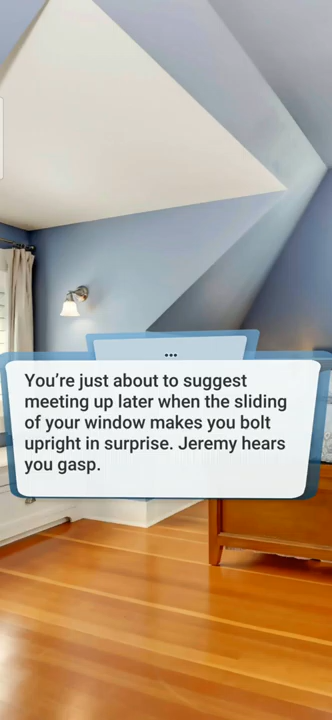 ...
You’re just about to suggest
meeting up later when the sliding
of your window makes you bolt
upright in surprise. Jeremy hears
you gasp.